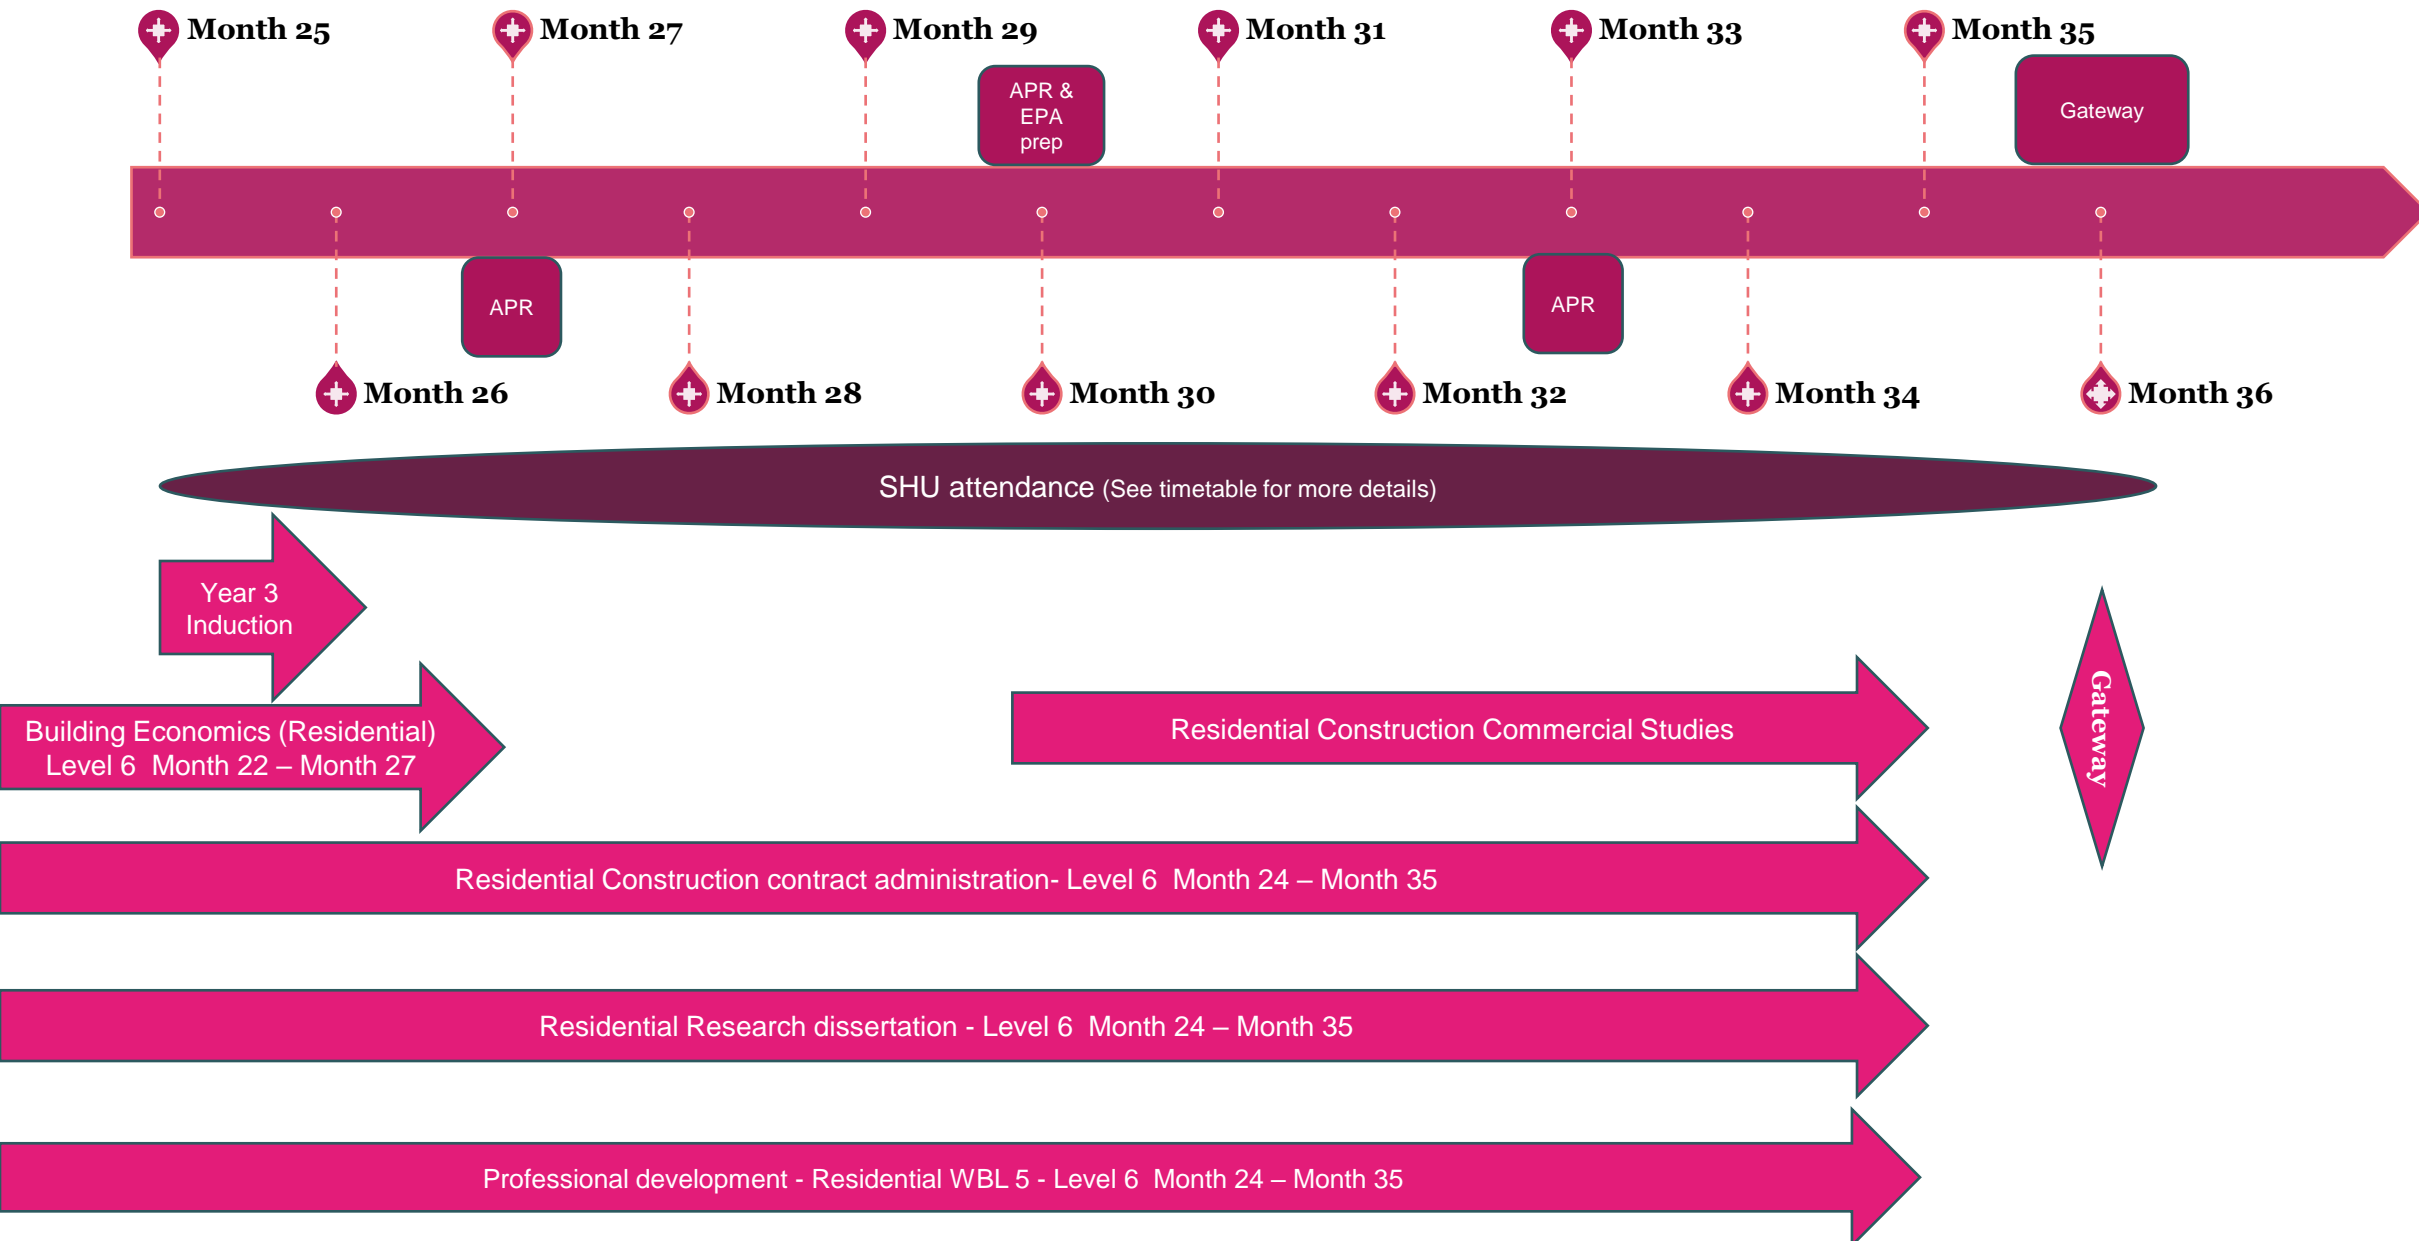 Month 25
Month 27
Month 29
Month 31
Month 33
Month 35
APR &
EPA
prep
Gateway
APR
APR
Month 26
Month 28
Month 30
Month 32
Month 34
Month 36
SHU attendance (See timetable for more details)
Year 3
Induction
Building Economics (Residential)
Level 6 Month 22 – Month 27
Residential Construction Commercial Studies
Gateway
Residential Construction contract administration- Level 6 Month 24 – Month 35
Residential Research dissertation - Level 6 Month 24 – Month 35
Professional development - Residential WBL 5 - Level 6 Month 24 – Month 35